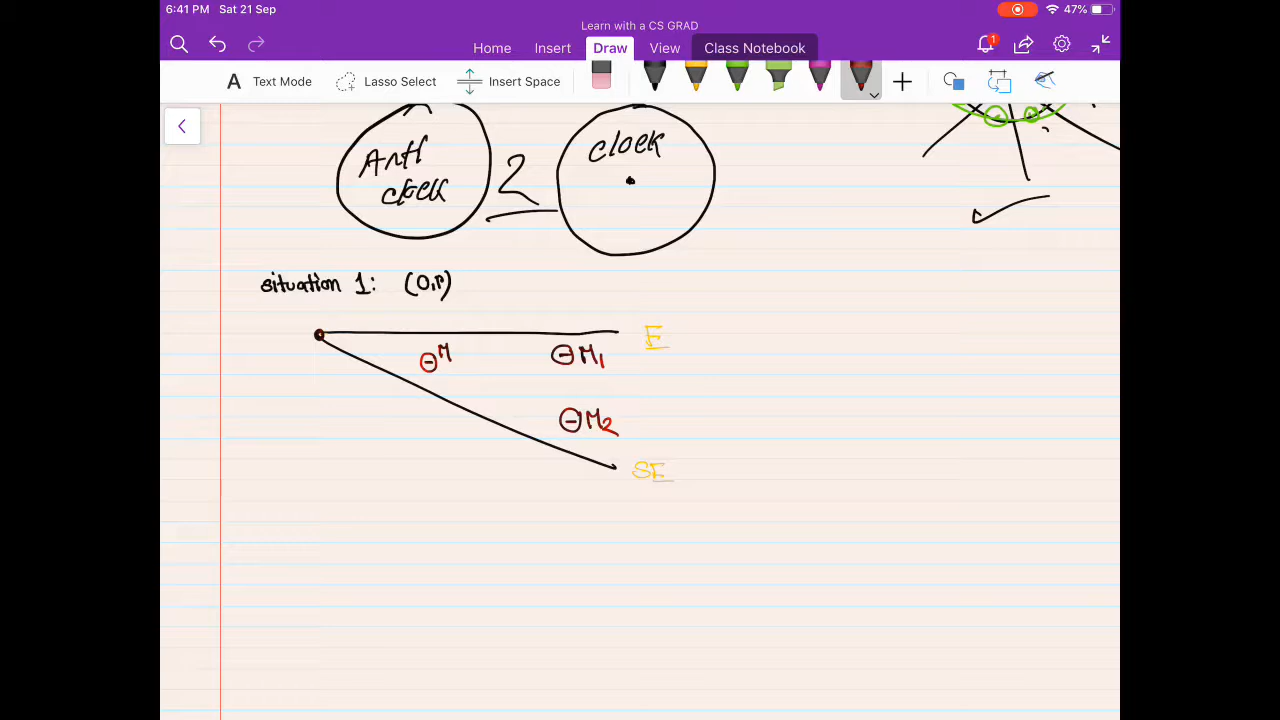 6:41 PM Sat 21 Sep
47%
Learn with a CS GRAD
Home Insert Draw View Class Notebook
1
A Text Mode Lasso Select Insert Space
Anti clock
2
clock
situation 1: (0,r)
E
ΘM ΘM1
ΘM2
SE